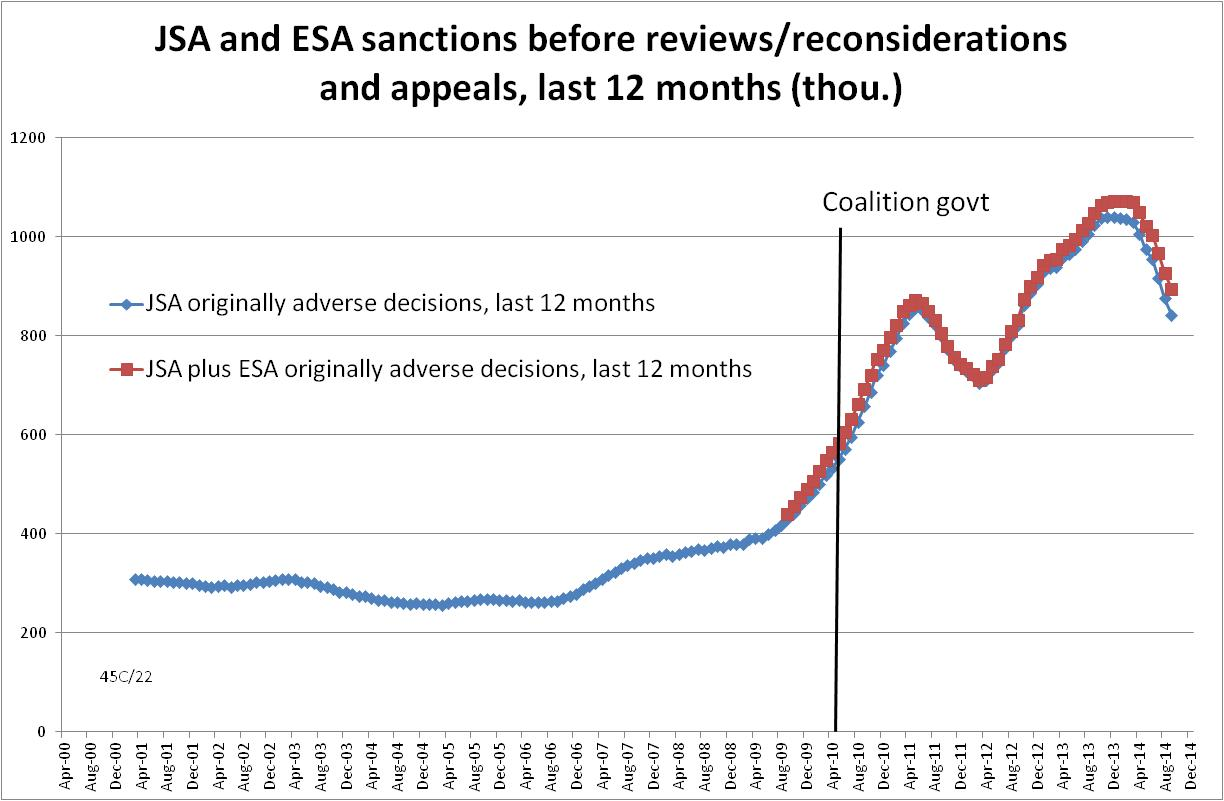 JSA and ESA sanctions before reviews/reconsiderations
and appeals, last 12 months (thou.)
1200
1000
800
600
400
200
0
Coalition govt
JSA originally adverse decisions, last 12 months
JSA plus ESA originally adverse decisions, last 12 months
45C/22
Apr-00
Aug-00
Dec-00
Apr-01
Aug-01
Dec-01
Apr-02
Aug-02
Dec-02
Apr-03
Aug-03
Dec-03
Apr-04
Aug-04
Dec-04
Apr-05
Aug-05
Dec-05
Apr-06
Aug-06
Dec-06
Apr-07
Aug-07
Dec-07
Apr-08
Aug-08
Dec-08
Apr-09
Aug-09
Dec-09
Apr-10
Aug-10
Dec-10
Apr-11
Aug-11
Dec-11
Apr-12
Aug-12
Dec-12
Apr-13
Aug-13
Dec-13
Apr-14
Aug-14
Dec-14